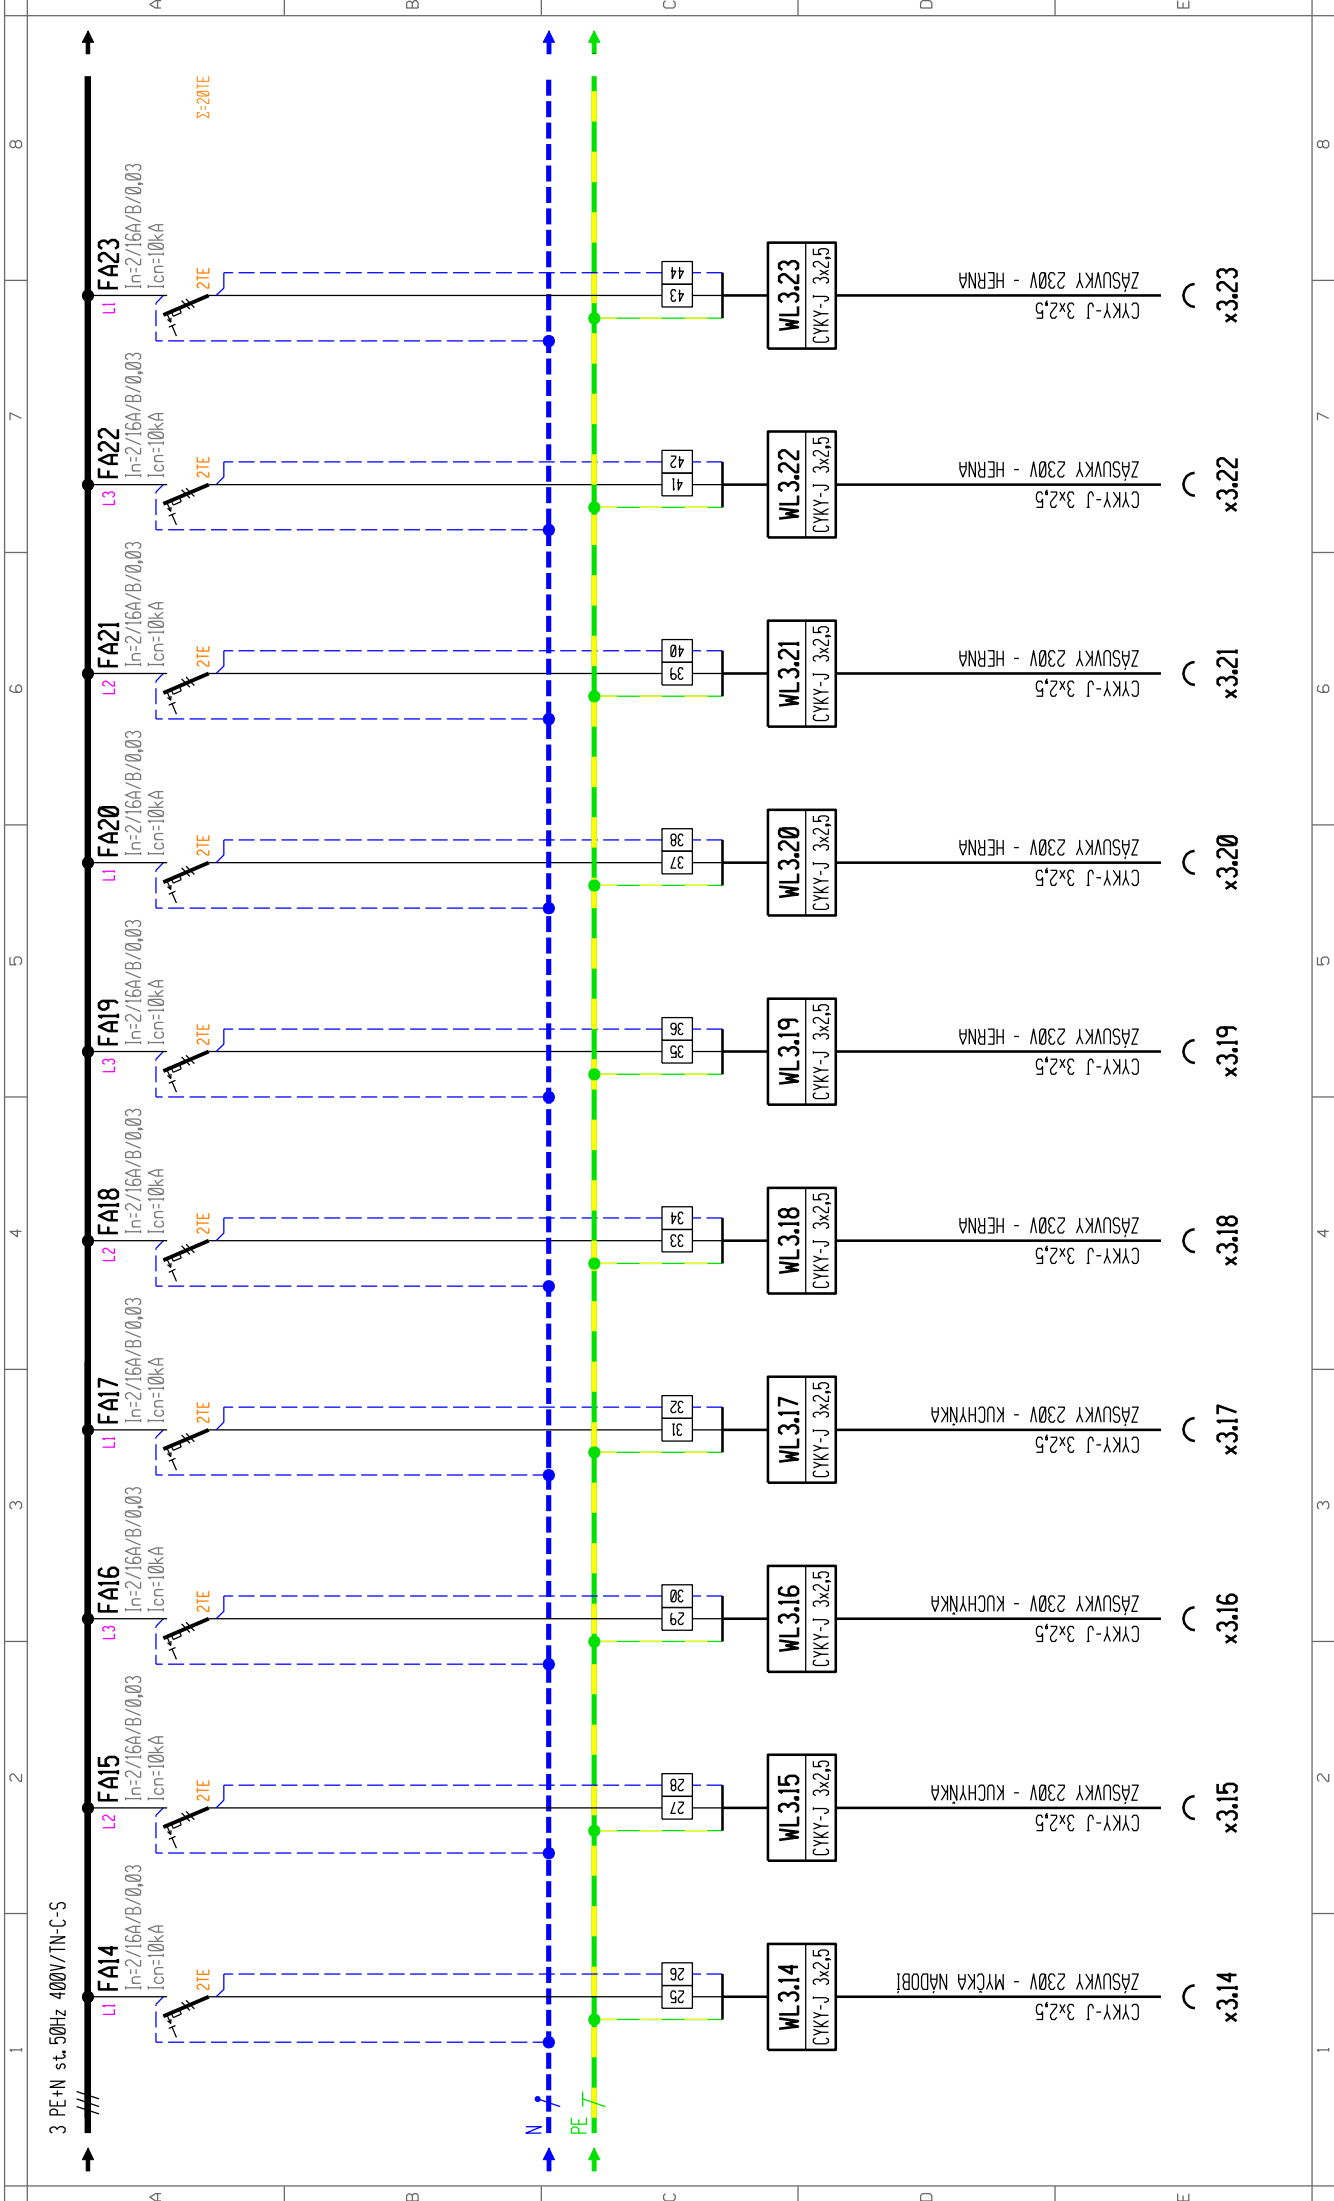 3 PE+N st. 50Hz 400V/TN-C-S
N
PE
L1
FA14
In=2/16A/B/0,03
Icn=10kA
2TE
25 26
WL3.14
CYKY-J 3x2,5
ZÁSUVKY 230V - MYČKA NÁDOBÍ
CYKY-J 3x2,5
x3.14
L2
FA15
In=2/16A/B/0,03
Icn=10kA
2TE
27 28
WL3.15
CYKY-J 3x2,5
ZÁSUVKY 230V - KUCHYŇKA
CYKY-J 3x2,5
x3.15
L3
FA16
In=2/16A/B/0,03
Icn=10kA
2TE
29 30
WL3.16
CYKY-J 3x2,5
ZÁSUVKY 230V - KUCHYŇKA
CYKY-J 3x2,5
x3.16
L1
FA17
In=2/16A/B/0,03
Icn=10kA
2TE
31 32
WL3.17
CYKY-J 3x2,5
ZÁSUVKY 230V - KUCHYŇKA
CYKY-J 3x2,5
x3.17
L2
FA18
In=2/16A/B/0,03
Icn=10kA
2TE
33 34
WL3.18
CYKY-J 3x2,5
ZÁSUVKY 230V - HERNA
CYKY-J 3x2,5
x3.18
L3
FA19
In=2/16A/B/0,03
Icn=10kA
2TE
35 36
WL3.19
CYKY-J 3x2,5
ZÁSUVKY 230V - HERNA
CYKY-J 3x2,5
x3.19
L1
FA20
In=2/16A/B/0,03
Icn=10kA
2TE
37 38
WL3.20
CYKY-J 3x2,5
ZÁSUVKY 230V - HERNA
CYKY-J 3x2,5
x3.20
L2
FA21
In=2/16A/B/0,03
Icn=10kA
2TE
39 40
WL3.21
CYKY-J 3x2,5
ZÁSUVKY 230V - HERNA
CYKY-J 3x2,5
x3.21
L3
FA22
In=2/16A/B/0,03
Icn=10kA
2TE
41 42
WL3.22
CYKY-J 3x2,5
ZÁSUVKY 230V - HERNA
CYKY-J 3x2,5
x3.22
L1
FA23
In=2/16A/B/0,03
Icn=10kA
2TE
43 44
WL3.23
CYKY-J 3x2,5
ZÁSUVKY 230V - HERNA
CYKY-J 3x2,5
x3.23
Σ=20TE
1 2 3 4 5 6 7 8
1 2 3 4 5 6 7 8
A B C D E
A B C D E